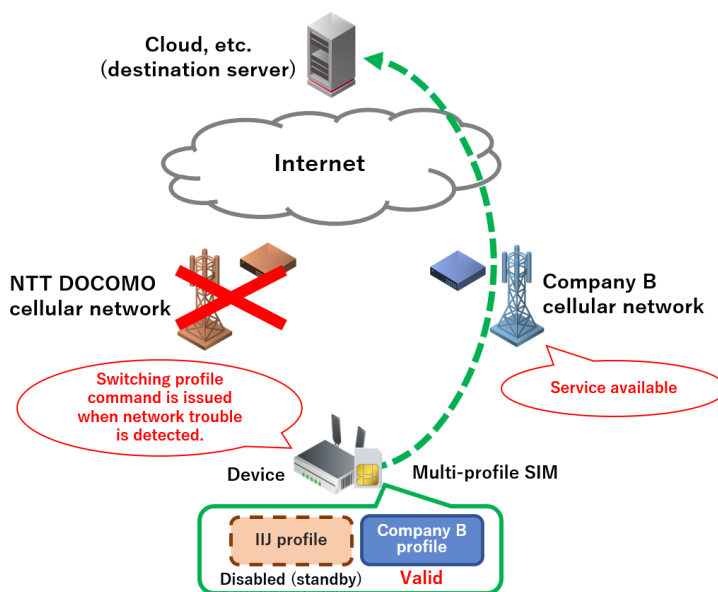 Cloud, etc.
(destination server)
Internet
NTT DOCOMO
cellular network
Company B
cellular network
Switching profile
command is issued
when network trouble
is detected.
Service available
Device
Multi-profile SIM
IIJ profile
Company B
profile
Disabled (standby)
Valid